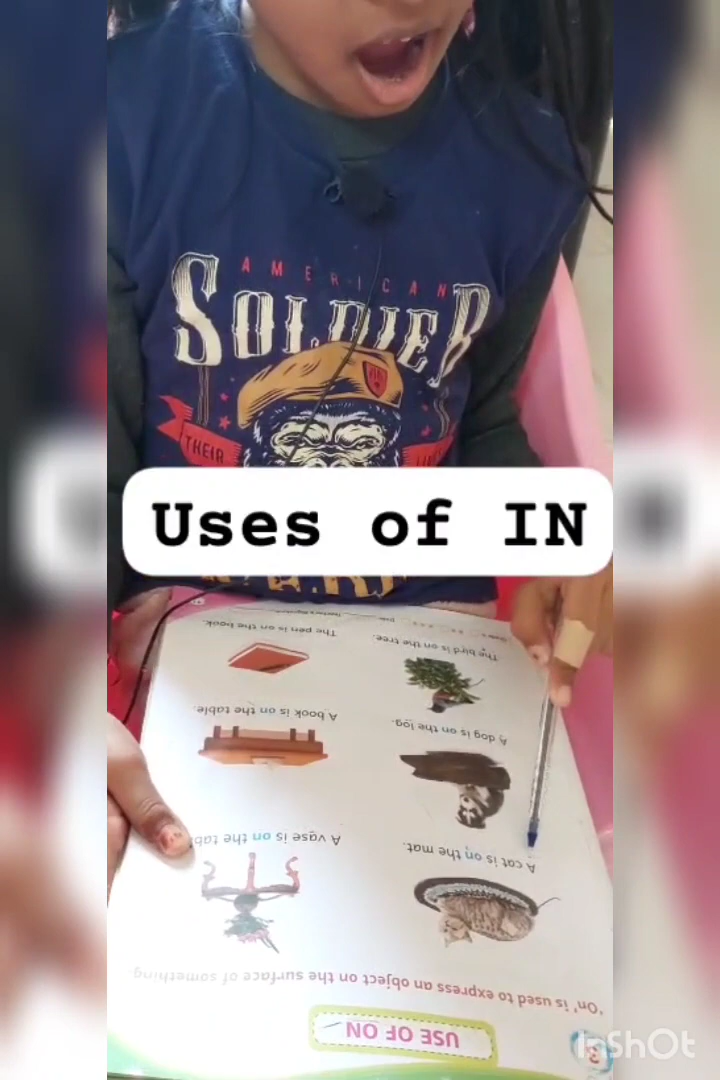 AMERICAN
SOLDIER
THEIR
Uses of IN
3
USE OF ON
'On' is used to express an object on the surface of something.
A cat is on the mat.
A vase is on the tabl
A dog is on the log.
A book is on the table.
The bird is on the tree.
The pen is on the book.
InShOt